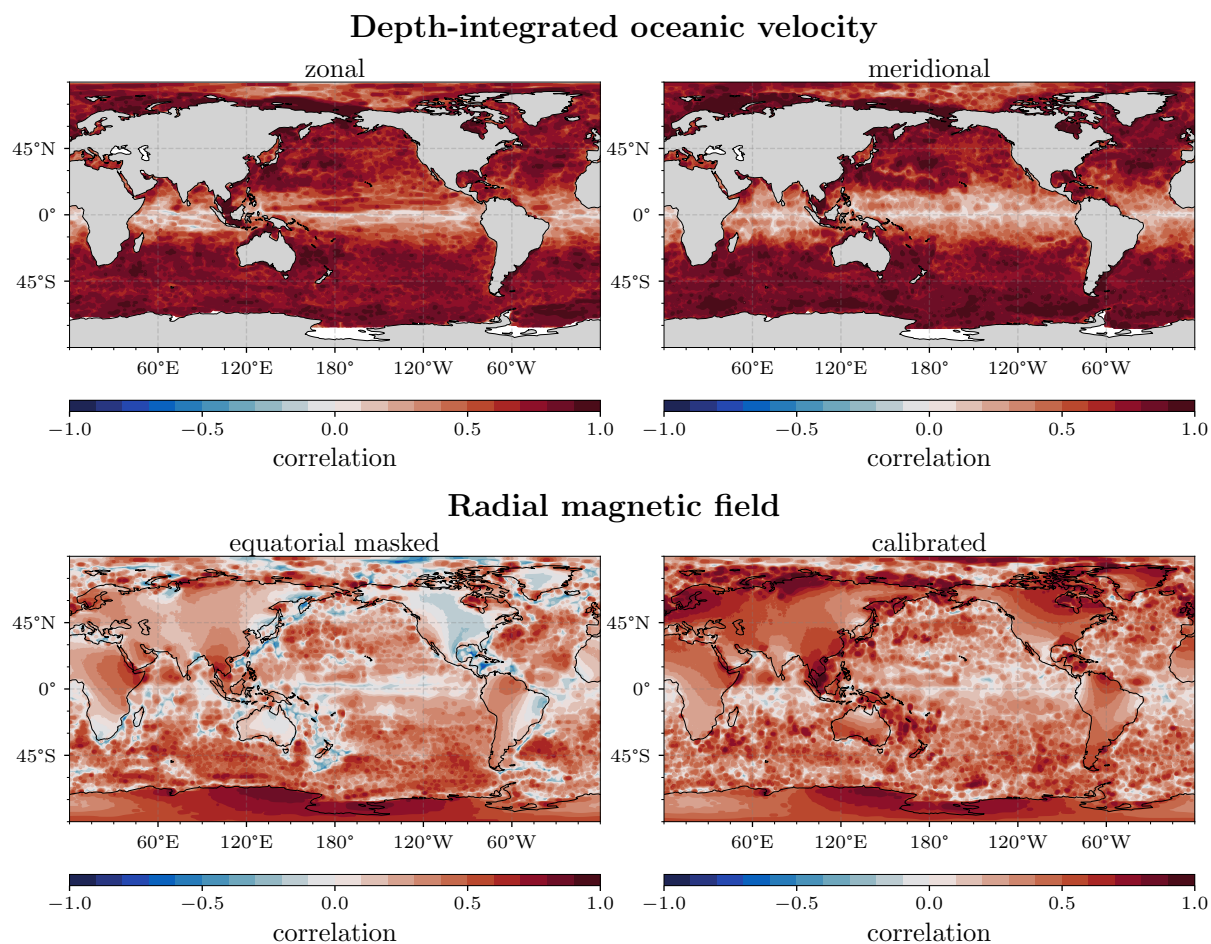 Depth-integrated oceanic velocity
zonal
meridional
45°N
0°
45°S
60°E 120°E 180° 120°W 60°W
45°N
0°
45°S
60°E 120°E 180° 120°W 60°W
−1.0 −0.5 0.0 0.5 1.0
correlation
−1.0 −0.5 0.0 0.5 1.0
correlation
Radial magnetic field
equatorial masked
calibrated
45°N
0°
45°S
60°E 120°E 180° 120°W 60°W
45°N
0°
45°S
60°E 120°E 180° 120°W 60°W
−1.0 −0.5 0.0 0.5 1.0
correlation
−1.0 −0.5 0.0 0.5 1.0
correlation